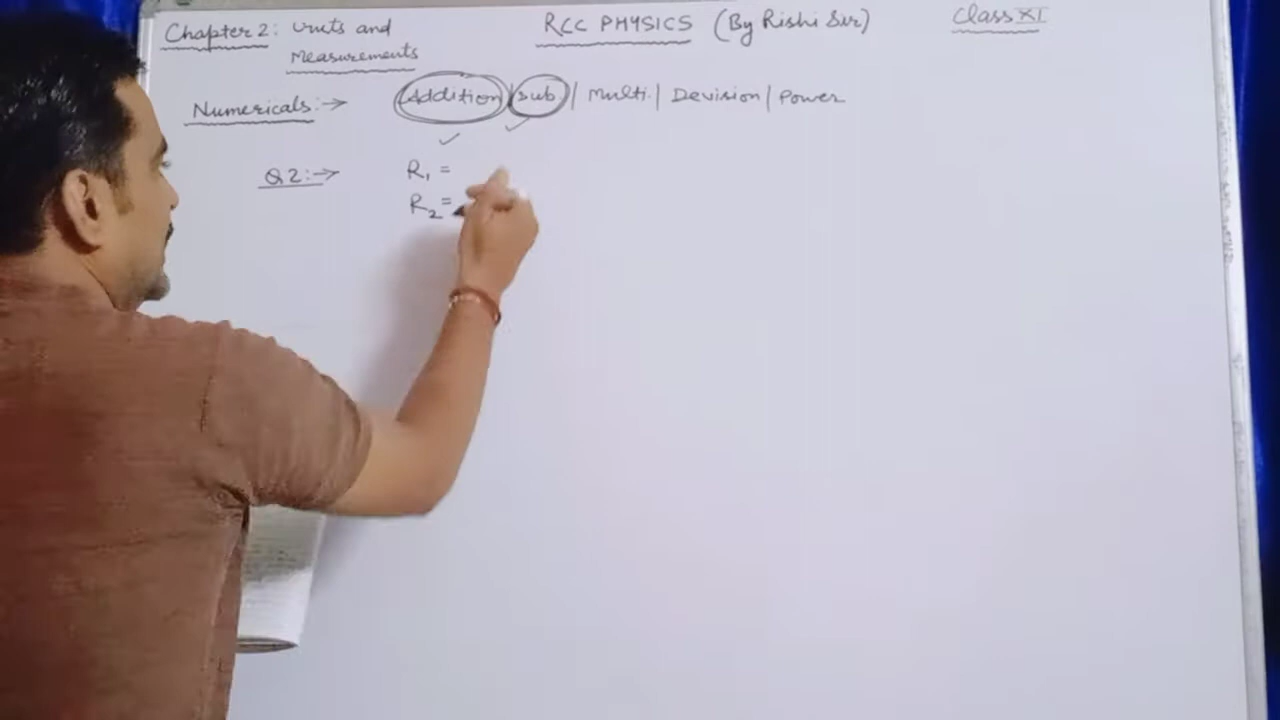 Chapter 2: Units and Measurements
RCC PHYSICS (By Rishi Sir)
Class XI
Numericals:→ Addition / Sub / Multi. / Devision / Power
Q2:→ R₁ =
R₂ =